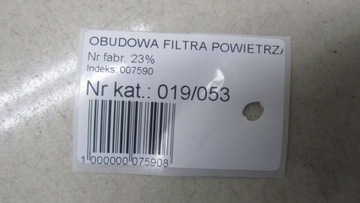 OBUDOWA FILTRA POWIETRZA
Nr fabr. 23%
Indeks: 007590
Nr kat.: 019/053
1 000000 075908